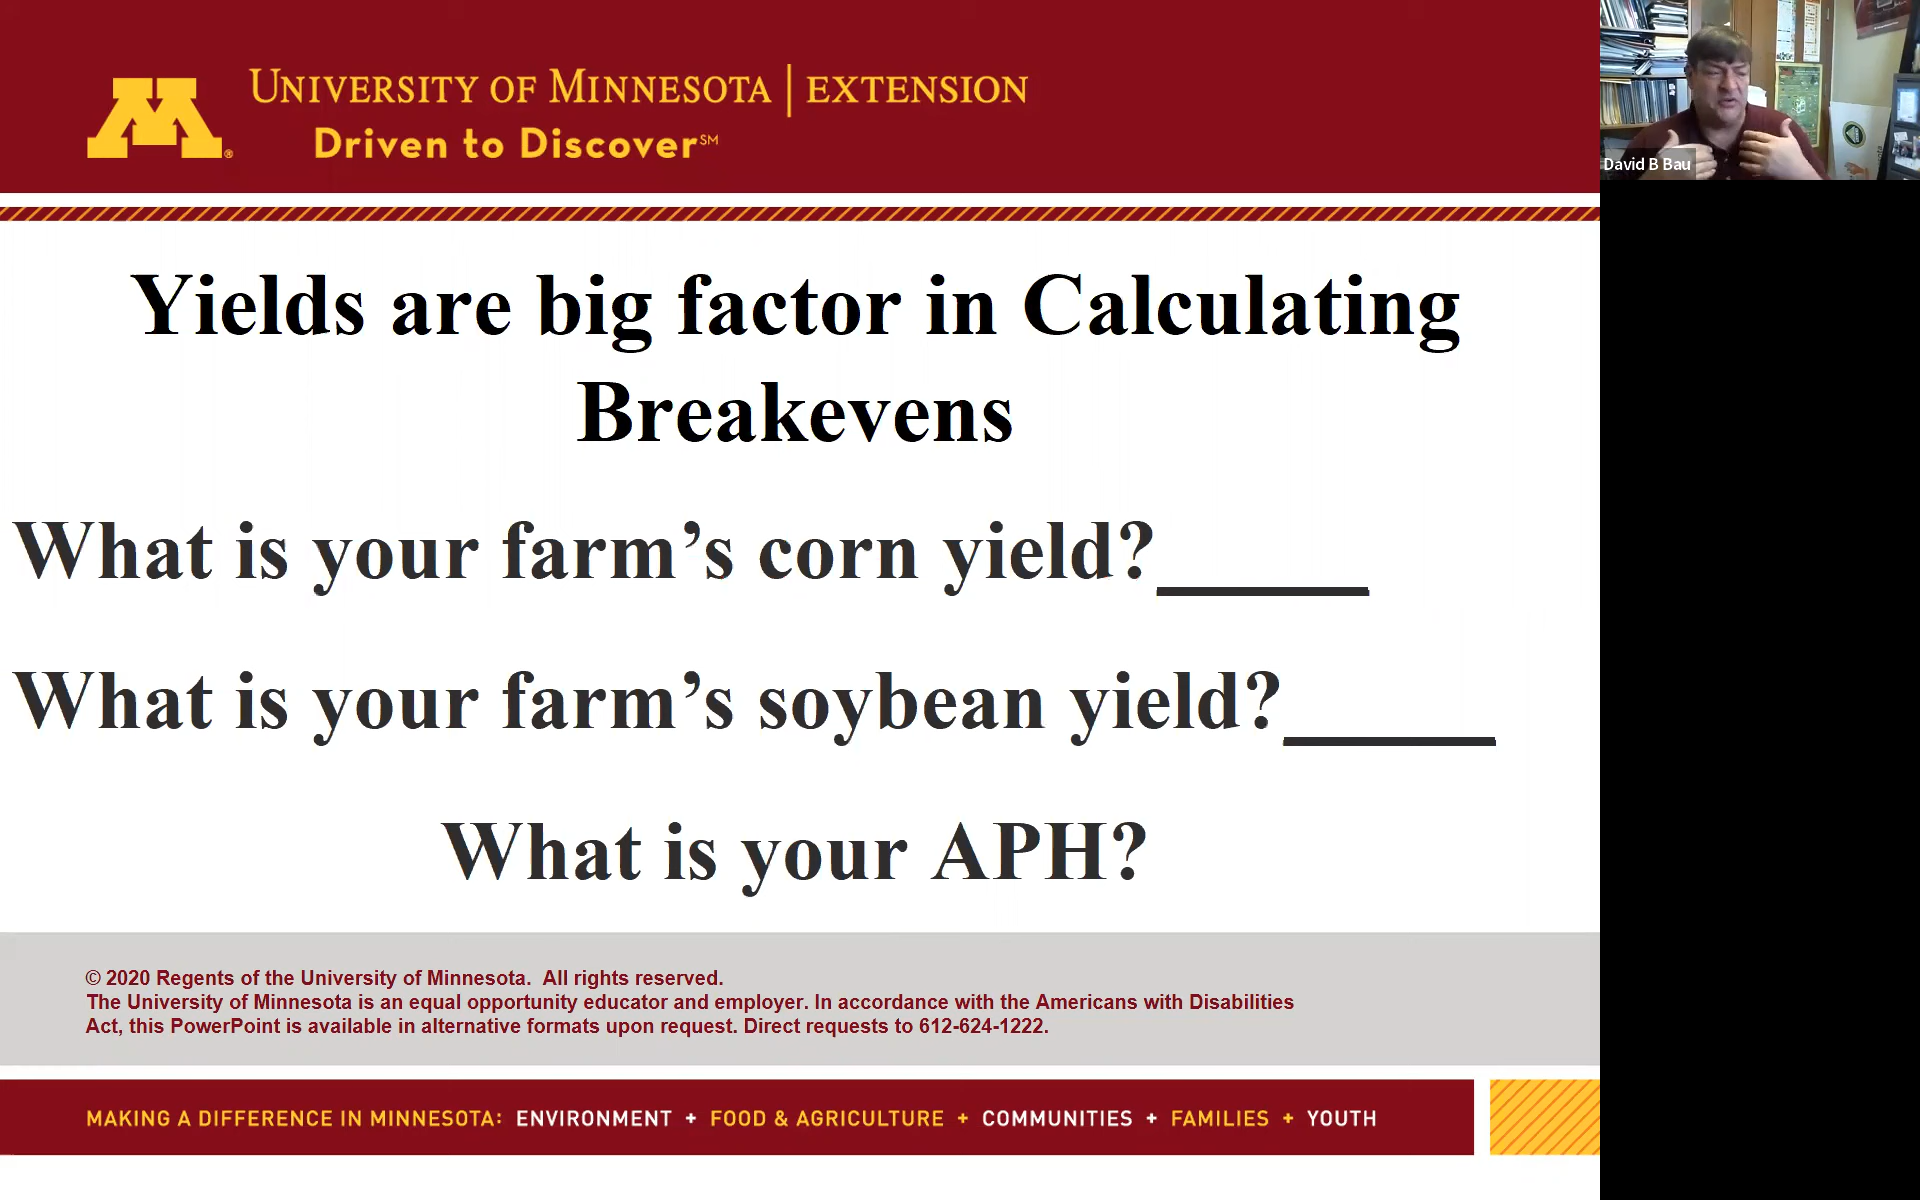 UNIVERSITY OF MINNESOTA | EXTENSION
Driven to Discover℠
David B Bau
Yields are big factor in Calculating
Breakevens
What is your farm’s corn yield?_____
What is your farm’s soybean yield?_____
What is your APH?
© 2020 Regents of the University of Minnesota.  All rights reserved.
The University of Minnesota is an equal opportunity educator and employer. In accordance with the Americans with Disabilities
Act, this PowerPoint is available in alternative formats upon request. Direct requests to 612-624-1222.
MAKING A DIFFERENCE IN MINNESOTA: ENVIRONMENT + FOOD & AGRICULTURE + COMMUNITIES + FAMILIES + YOUTH